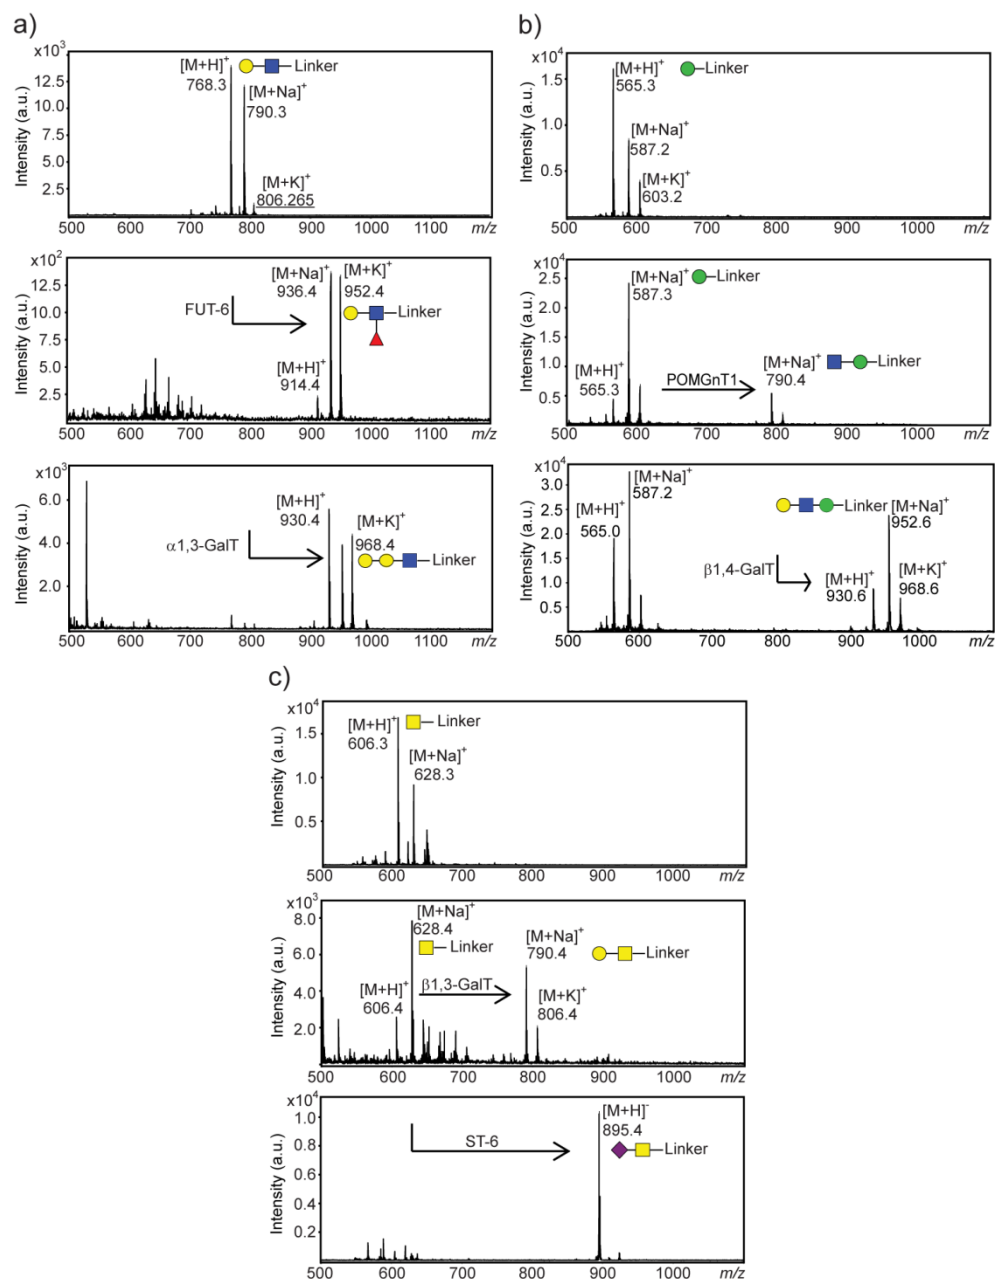 a)
x10³
Intensity (a.u.)
12.5
10.0
7.5
5.0
2.5
[M+H]⁺
768.3
Linker
[M+Na]⁺
790.3
[M+K]⁺
806.265
500 600 700 800 900 1000 1100 m/z
x10²
Intensity (a.u.)
12.5
10.0
7.5
5.0
2.5
FUT-6
[M+Na]⁺
936.4
[M+K]⁺
952.4
Linker
[M+H]⁺
914.4
500 600 700 800 900 1000 m/z
x10³
Intensity (a.u.)
6.0
4.0
2.0
α1,3-GalT
[M+H]⁺
930.4
[M+K]⁺
968.4
Linker
500 600 700 800 900 1000 1100 m/z
b)
x10⁴
Intensity (a.u.)
1.5
1.0
0.5
[M+H]⁺
565.3
Linker
[M+Na]⁺
587.2
[M+K]⁺
603.2
500 600 700 800 900 1000 m/z
x10⁴
Intensity (a.u.)
2.5
2.0
1.5
1.0
0.5
[M+Na]⁺
587.3
Linker
[M+H]⁺
565.3
POMGnT1
[M+Na]⁺
790.4
Linker
500 600 700 800 900 1000 m/z
x10⁴
Intensity (a.u.)
3.0
2.5
2.0
1.5
1.0
0.5
[M+Na]⁺
587.2
[M+H]⁺
565.0
Linker
[M+Na]⁺
952.6
β1,4-GalT
[M+H]⁺
930.6
[M+K]⁺
968.6
500 600 700 800 900 1000 m/z
c)
x10⁴
Intensity (a.u.)
1.5
1.0
0.5
[M+H]⁺
606.3
Linker
[M+Na]⁺
628.3
500 600 700 800 900 1000 m/z
x10³
Intensity (a.u.)
8.0
6.0
4.0
2.0
[M+Na]⁺
628.4
Linker
[M+H]⁺
606.4
β1,3-GalT
[M+Na]⁺
790.4
Linker
[M+K]⁺
806.4
500 600 700 800 900 1000 m/z
x10⁴
Intensity (a.u.)
1.0
0.8
0.6
0.4
0.2
ST-6
[M+H]⁻
895.4
Linker
500 600 700 800 900 1000 m/z